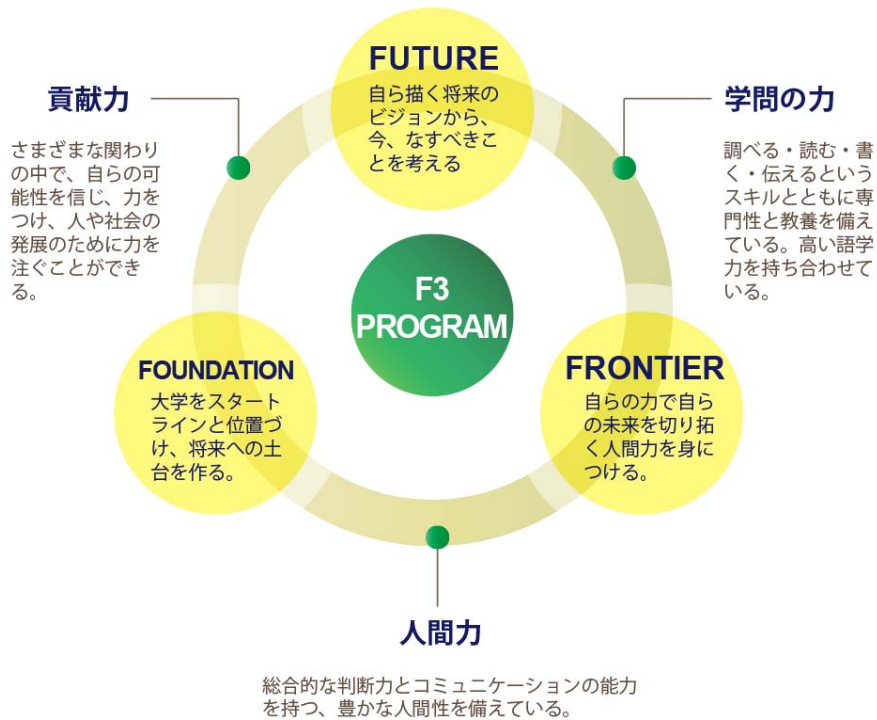 FUTURE
自ら描く将来の
ビジョンから、
今、なすべきこ
とを考える
貢献力
さまざまな関わり
の中で、自らの可
能性を信じ、力を
つけ、人や社会の
発展のために力を
注ぐことができ
る。
学問の力
調べる・読む・書
く・伝えるという
スキルとともに専
門性と教養を備え
ている。高い語学
力を持ち合わせて
いる。
F3
PROGRAM
FOUNDATION
大学をスタート
ラインと位置づ
け、将来への土
台を作る。
FRONTIER
自らの力で自ら
の未来を切り拓
く人間力を身に
つける。
人間力
総合的な判断力とコミュニケーションの能力
を持つ、豊かな人間性を備えている。